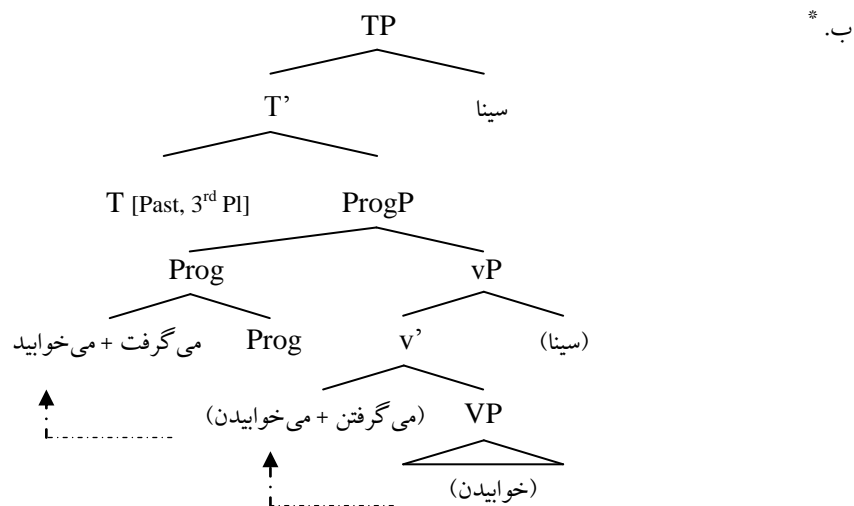 ب. *
TP
T’ سینا
T [Past, 3rd Pl] ProgP
Prog vP
می‌گرفت + می‌خوابید Prog v’ (سینا)
(می‌گرفتن + می‌خوابیدن) VP
(خوابیدن)